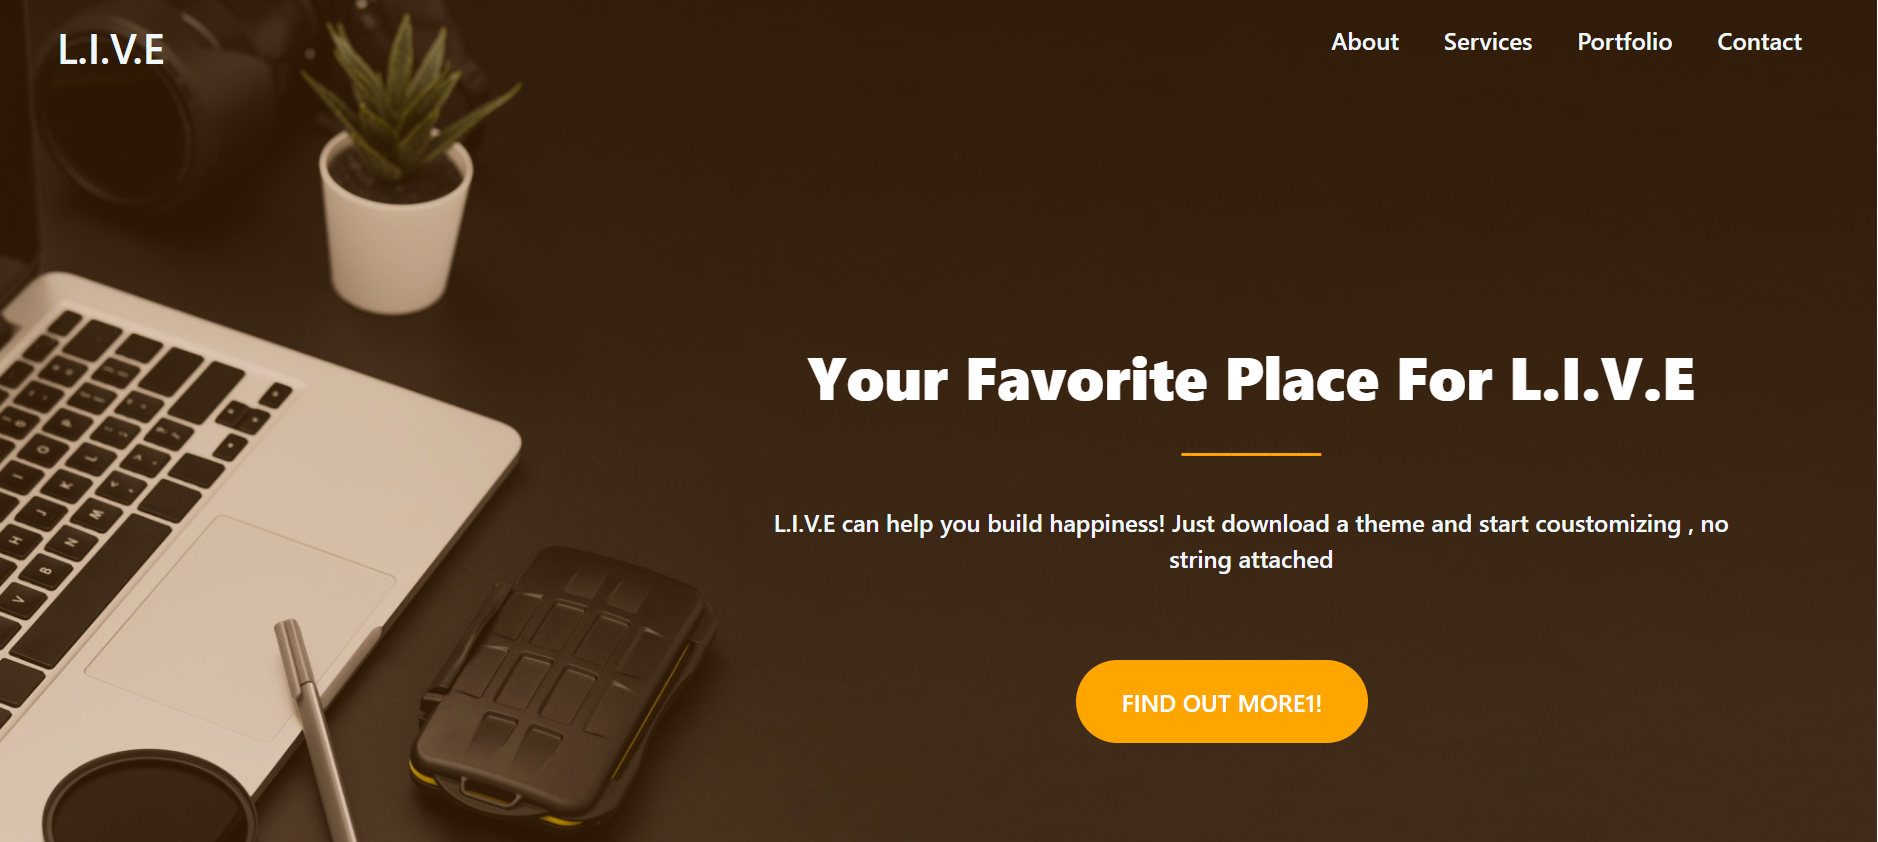 L.I.V.E
About Services Portfolio Contact
Your Favorite Place For L.I.V.E
L.I.V.E can help you build happiness! Just download a theme and start coustomizing , no
string attached
FIND OUT MORE1!